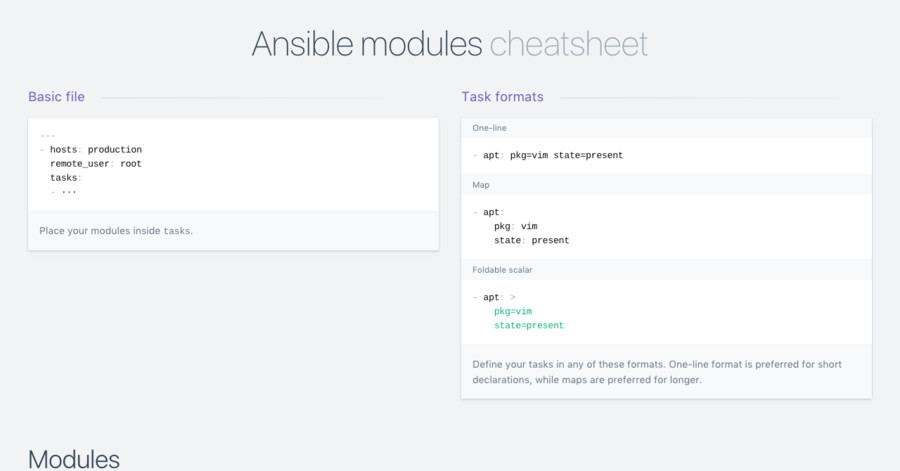 Ansible modules cheatsheet
Basic file
---
- hosts: production
  remote_user: root
  tasks:
  - ...
Place your modules inside tasks.
Task formats
One-line
- apt: pkg=vim state=present
Map
- apt:
    pkg: vim
    state: present
Foldable scalar
- apt: >
    pkg=vim
    state=present
Define your tasks in any of these formats. One-line format is preferred for short
declarations, while maps are preferred for longer.
Modules